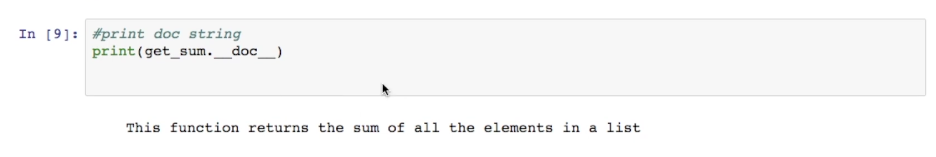 In [9]: #print doc string
print(get_sum.__doc__)
This function returns the sum of all the elements in a list